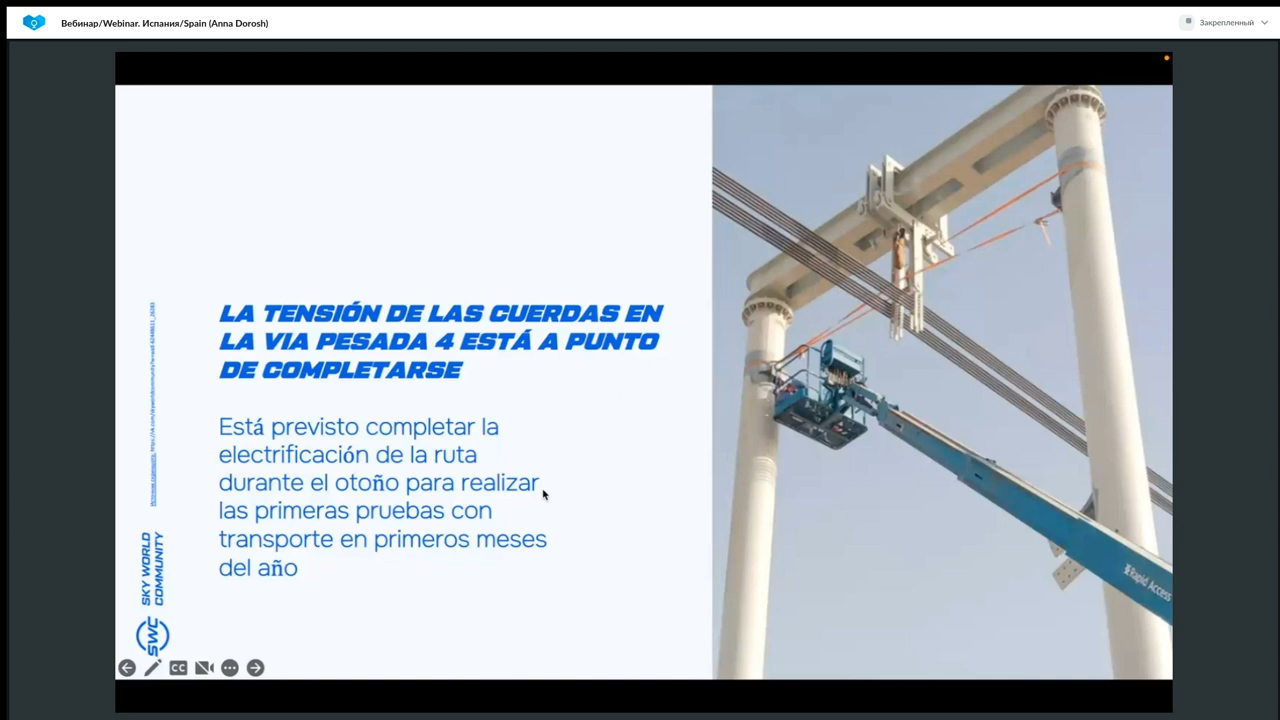 Вебинар/Webinar. Испания/Spain (Anna Dorosh)
Закрепленный
LA TENSIÓN DE LAS CUERDAS EN
LA VIA PESADA 4 ESTÁ A PUNTO
DE COMPLETARSE
Está previsto completar la
electrificación de la ruta
durante el otoño para realizar
las primeras pruebas con
transporte en primeros meses
del año
SKY WORLD
COMMUNITY
SWC
CC
Rapid Access